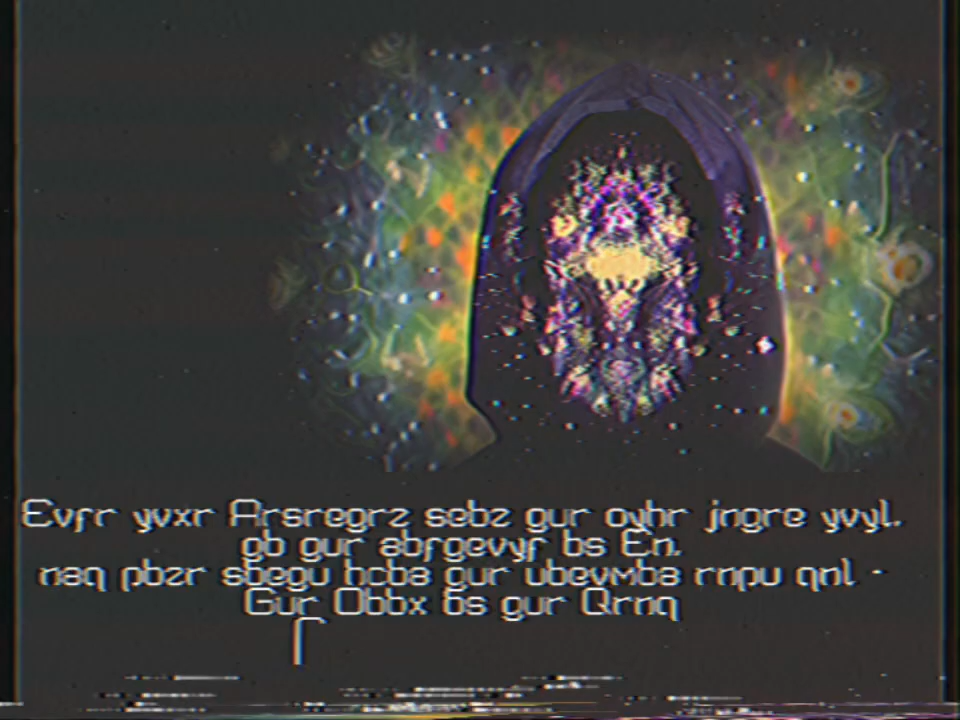 Evfr yvxr Arsregrz sebz gur oyhr jngre yvyl,
gb gur abfgevyf bs En,
naq pbzr sbegu hcba gur ubevmba rnpu qnl -
Gur Obbx bs gur Qrnq